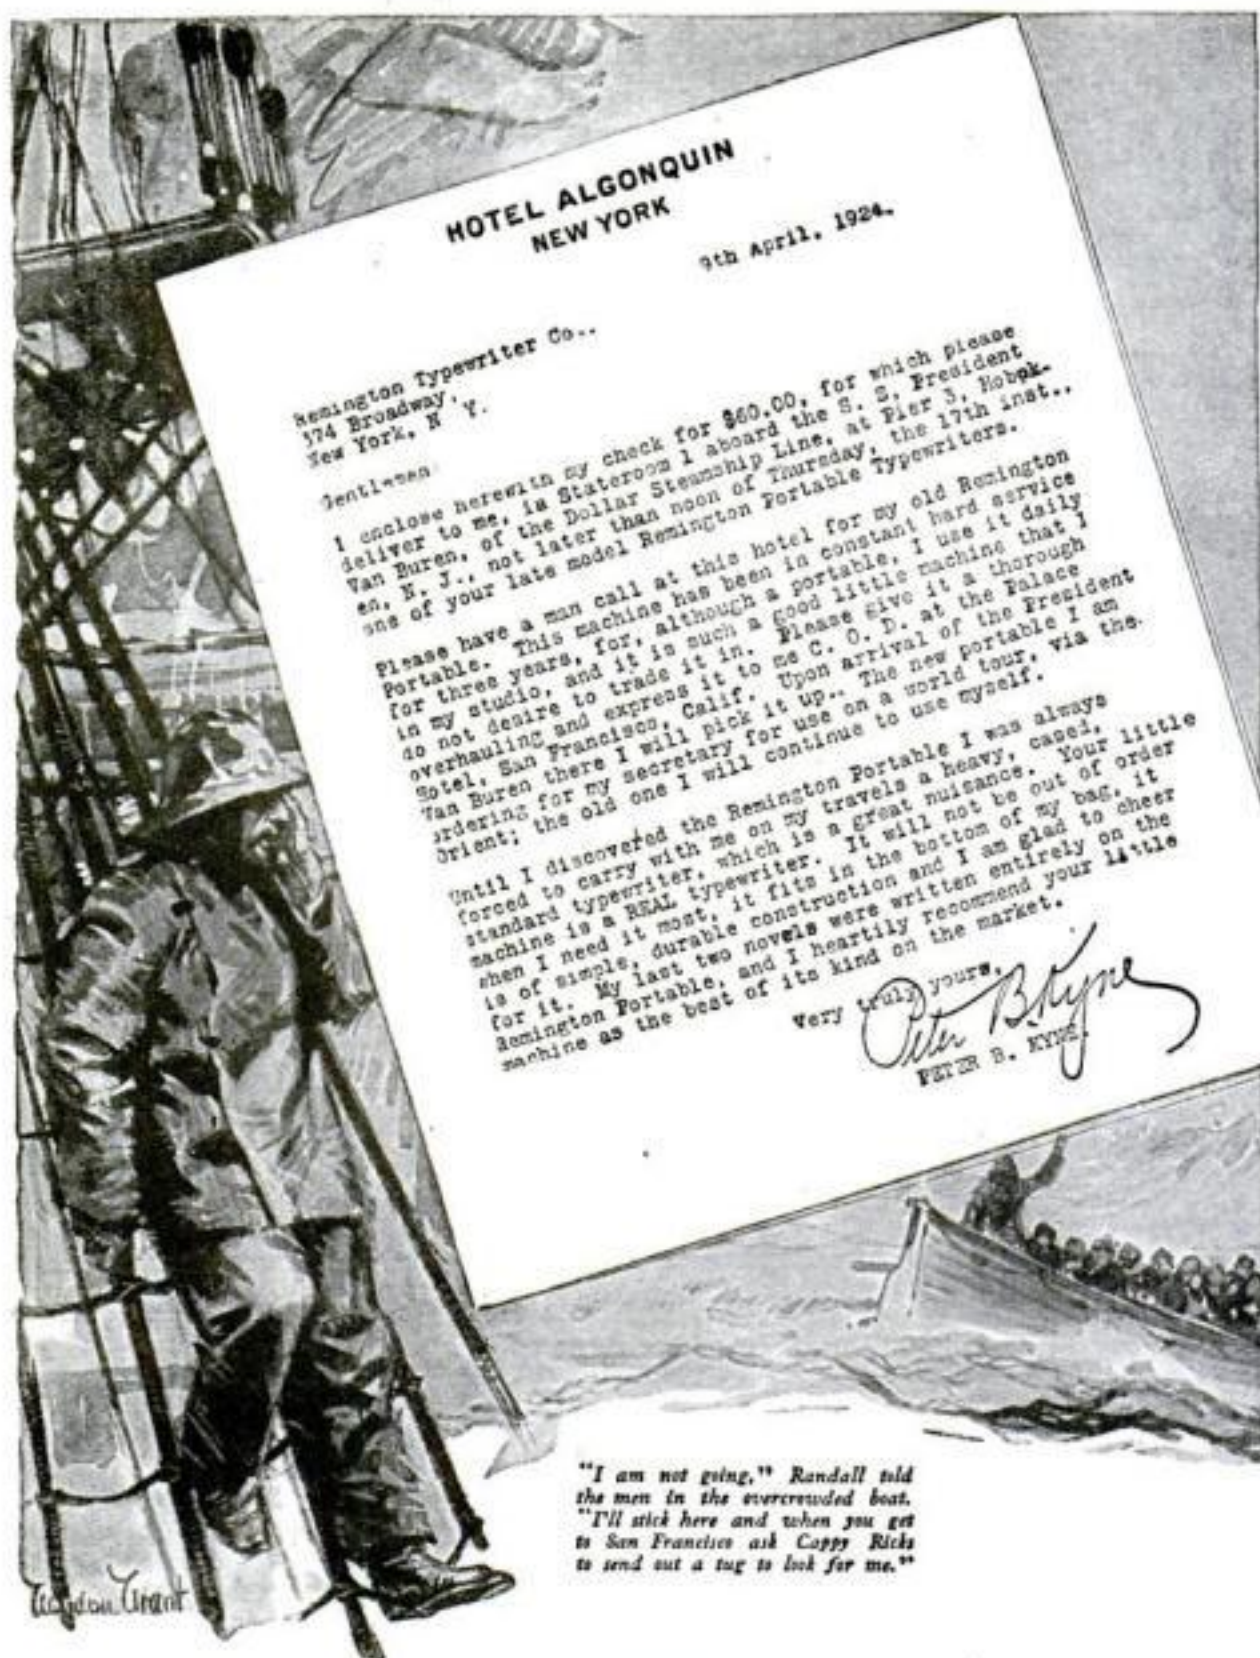 HOTEL ALGONQUIN
NEW YORK
9th April, 1924.
Remington Typewriter Co..
374 Broadway,
New York, N Y.
Gentlemen:
I enclose herewith my check for $60.00, for which please
deliver to me, in Stateroom 1 aboard the S. S. President
Van Buren, of the Dollar Steamship Line, at Pier 3, Hobok-
en, N. J., not later than noon of Thursday, the 17th inst.,
one of your late model Remington Portable Typewriters.
Please have a man call at this hotel for my old Remington
Portable. This machine has been in constant hard service
for three years, for, although a portable, I use it daily
in my studio, and it is such a good little machine that I
do not desire to trade it in. Please give it a thorough
overhauling and express it to me C. O. D. at the Palace
Hotel, San Francisco, Calif. Upon arrival of the President
Van Buren there I will pick it up.. The new portable I am
ordering for my secretary for use on a world tour, via the
Orient; the old one I will continue to use myself.
Until I discovered the Remington Portable I was always
forced to carry with me on my travels a heavy, cased,
standard typewriter, which is a great nuisance. Your little
machine is a REAL typewriter. It will not be out of order
when I need it most, it fits in the bottom of my bag, it
is of simple, durable construction and I am glad to cheer
for it. My last two novels were written entirely on the
Remington Portable, and I heartily recommend your little
machine as the best of its kind on the market.
Very truly yours,
Peter B. Kyne
PETER B. KYNE.
"I am not going," Randall told
the men in the overcrowded boat.
"I'll stick here and when you get
to San Francisco ask Cappy Ricks
to send out a tug to look for me."
Gordon Grant